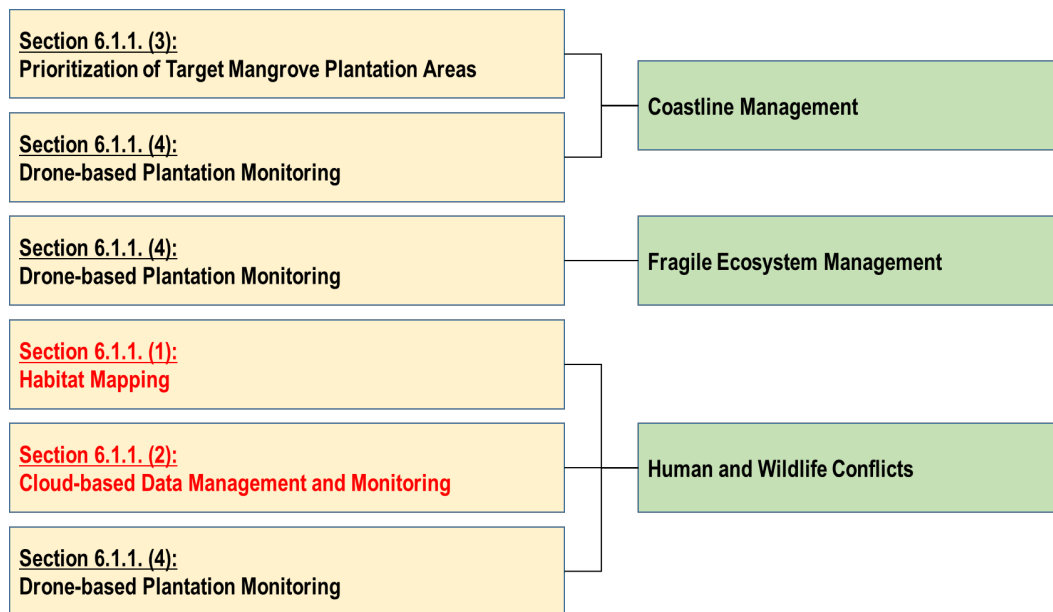 Section 6.1.1. (3):
Prioritization of Target Mangrove Plantation Areas
Section 6.1.1. (4):
Drone-based Plantation Monitoring
Coastline Management
Section 6.1.1. (4):
Drone-based Plantation Monitoring
Fragile Ecosystem Management
Section 6.1.1. (1):
Habitat Mapping
Section 6.1.1. (2):
Cloud-based Data Management and Monitoring
Section 6.1.1. (4):
Drone-based Plantation Monitoring
Human and Wildlife Conflicts